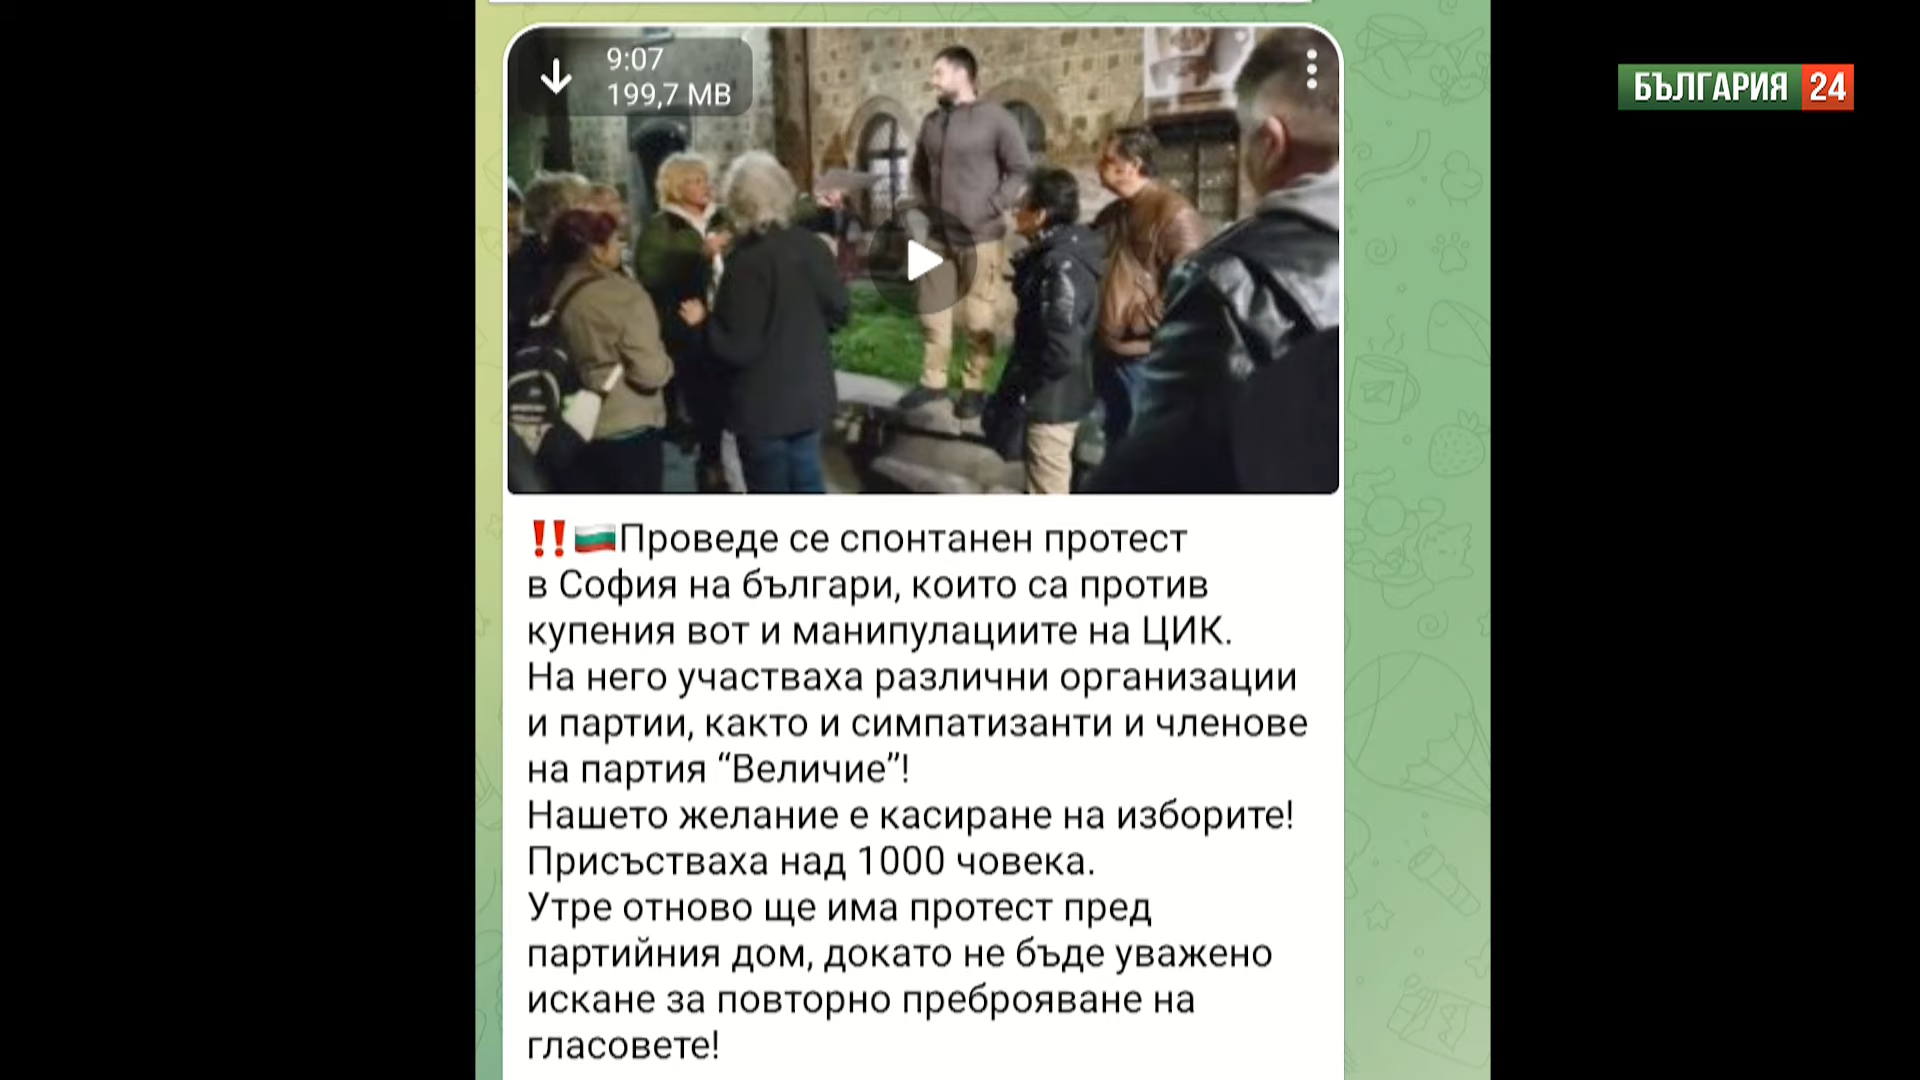 9:07
199,7 MB
БЪЛГАРИЯ 24
‼️🇧🇬Проведе се спонтанен протест
в София на българи, които са против
купения вот и манипулациите на ЦИК.
На него участваха различни организации
и партии, както и симпатизанти и членове
на партия “Величие”!
Нашето желание е касиране на изборите!
Присъстваха над 1000 човека.
Утре отново ще има протест пред
партийния дом, докато не бъде уважено
искане за повторно преброяване на
гласовете!